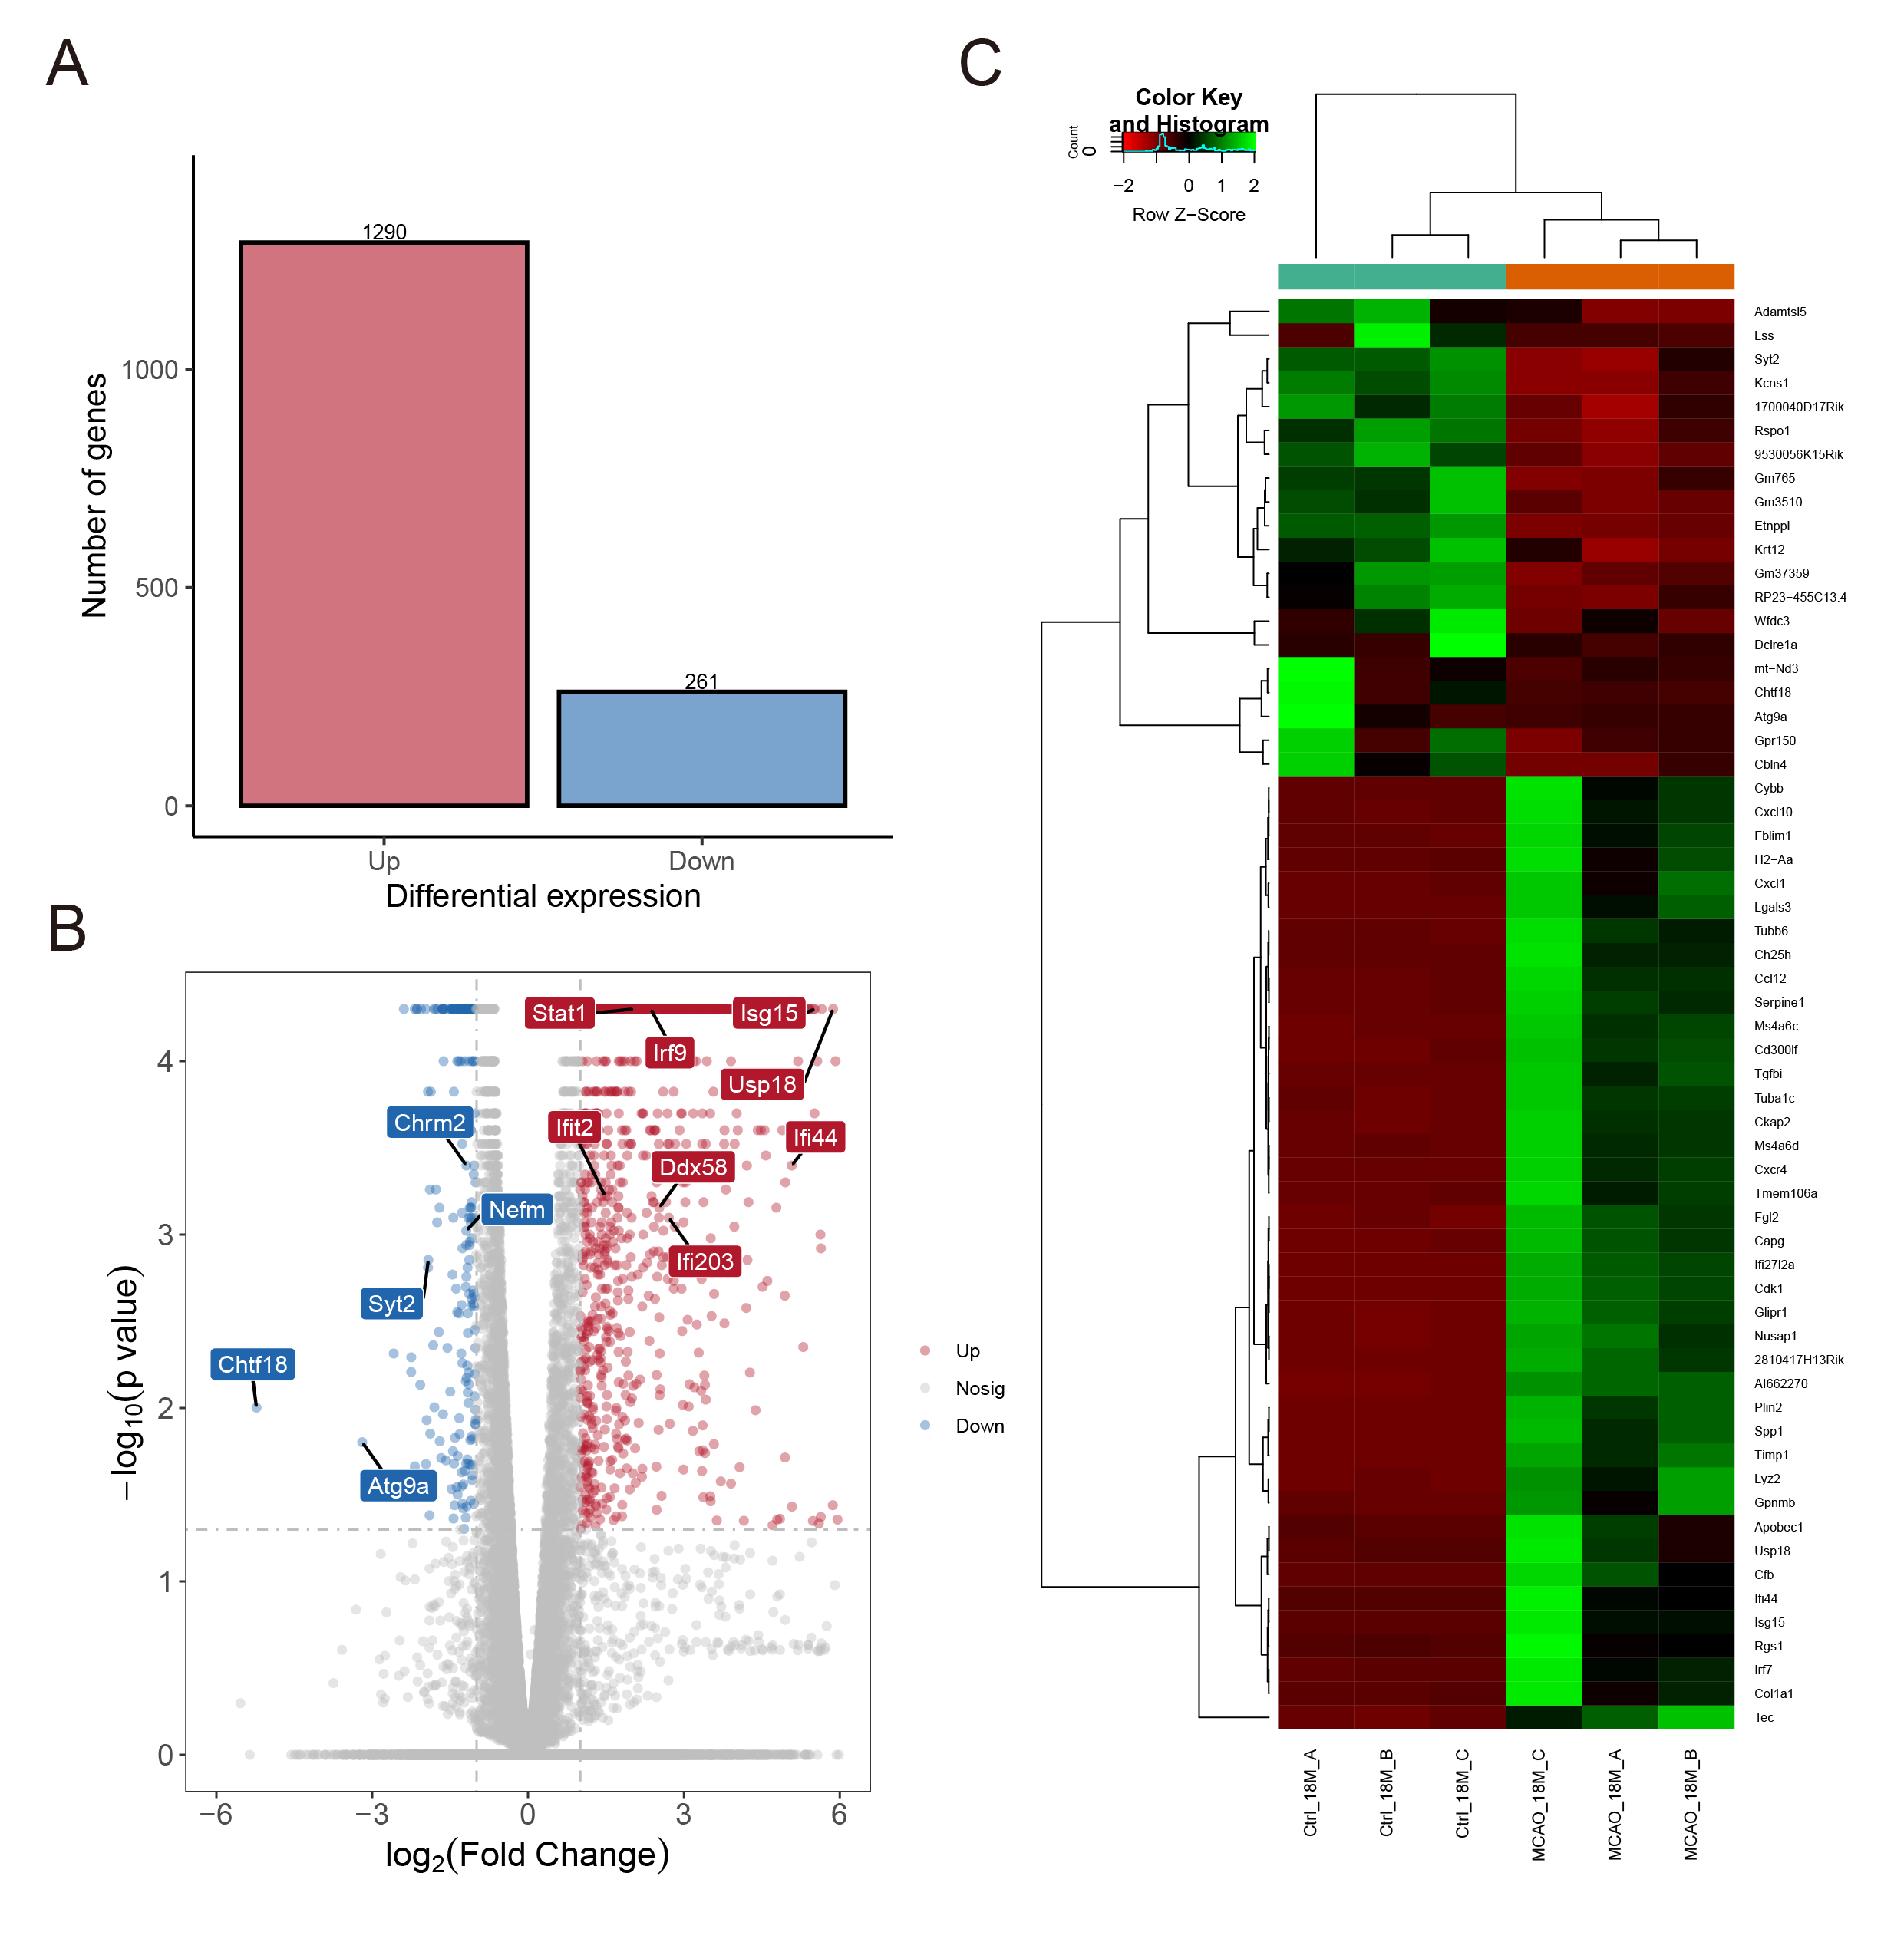 A
1290
261
1000
500
0
Number of genes
Up
Down
Differential expression
B
Stat1
Isg15
Irf9
Usp18
Chrm2
Ifit2
Ifi44
Ddx58
Nefm
Ifi203
Syt2
Chtf18
Atg9a
4
3
2
1
0
−log10(p value)
−6
−3
0
3
6
log2(Fold Change)
Up
Nosig
Down
C
Color Key
and Histogram
Count
0
−2
0
1
2
Row Z−Score
Adamtsl5
Lss
Syt2
Kcns1
1700040D17Rik
Rspo1
9530056K15Rik
Gm765
Gm3510
Etnppl
Krt12
Gm37359
RP23−455C13.4
Wfdc3
Dclre1a
mt−Nd3
Chtf18
Atg9a
Gpr150
Cbln4
Cybb
Cxcl10
Fblim1
H2−Aa
Cxcl1
Lgals3
Tubb6
Ch25h
Ccl12
Serpine1
Ms4a6c
Cd300lf
Tgfbi
Tuba1c
Ckap2
Ms4a6d
Cxcr4
Tmem106a
Fgl2
Capg
Ifi27l2a
Cdk1
Glipr1
Nusap1
2810417H13Rik
AI662270
Plin2
Spp1
Timp1
Lyz2
Gpnmb
Apobec1
Usp18
Cfb
Ifi44
Isg15
Rgs1
Irf7
Col1a1
Tec
Ctrl_18M_A
Ctrl_18M_B
Ctrl_18M_C
MCAO_18M_C
MCAO_18M_A
MCAO_18M_B